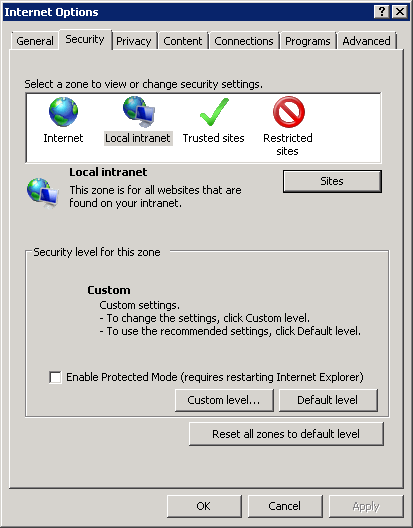 Internet Options
General Security Privacy Content Connections Programs Advanced
Select a zone to view or change security settings.
Internet Local intranet Trusted sites Restricted
sites
Local intranet
Sites
This zone is for all websites that are
found on your intranet.
Security level for this zone
Custom
Custom settings.
- To change the settings, click Custom level.
- To use the recommended settings, click Default level.
Enable Protected Mode (requires restarting Internet Explorer)
Custom level... Default level
Reset all zones to default level
OK Cancel Apply